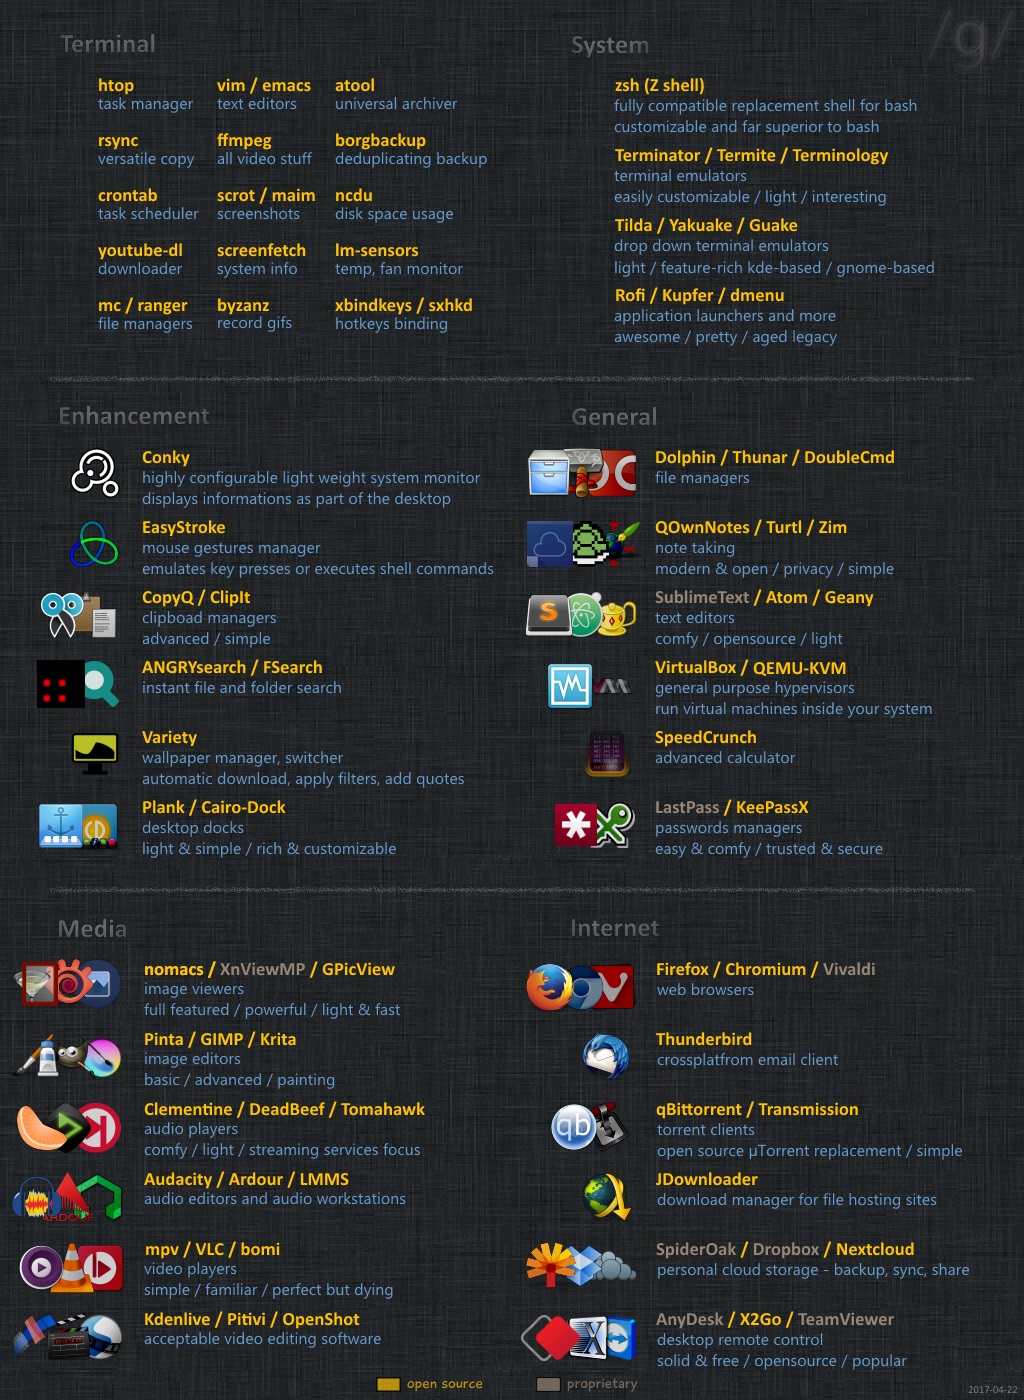 /g/
Terminal
htop
task manager
vim / emacs
text editors
atool
universal archiver
rsync
versatile copy
ffmpeg
all video stuff
borgbackup
deduplicating backup
crontab
task scheduler
scrot / maim
screenshots
ncdu
disk space usage
youtube-dl
downloader
screenfetch
system info
lm-sensors
temp, fan monitor
mc / ranger
file managers
byzanz
record gifs
xbindkeys / sxhkd
hotkeys binding
System
zsh (Z shell)
fully compatible replacement shell for bash
customizable and far superior to bash
Terminator / Termite / Terminology
terminal emulators
easily customizable / light / interesting
Tilda / Yakuake / Guake
drop down terminal emulators
light / feature-rich kde-based / gnome-based
Rofi / Kupfer / dmenu
application launchers and more
awesome / pretty / aged legacy
Enhancement
Conky
highly configurable light weight system monitor
displays informations as part of the desktop
EasyStroke
mouse gestures manager
emulates key presses or executes shell commands
CopyQ / ClipIt
clipboad managers
advanced / simple
ANGRYsearch / FSearch
instant file and folder search
Variety
wallpaper manager, switcher
automatic download, apply filters, add quotes
Plank / Cairo-Dock
desktop docks
light & simple / rich & customizable
General
Dolphin / Thunar / DoubleCmd
file managers
QOwnNotes / Turtl / Zim
note taking
modern & open / privacy / simple
SublimeText / Atom / Geany
text editors
comfy / opensource / light
VirtualBox / QEMU-KVM
general purpose hypervisors
run virtual machines inside your system
SpeedCrunch
advanced calculator
LastPass / KeePassX
passwords managers
easy & comfy / trusted & secure
Media
nomacs / XnViewMP / GPicView
image viewers
full featured / powerful / light & fast
Pinta / GIMP / Krita
image editors
basic / advanced / painting
Clementine / DeadBeef / Tomahawk
audio players
comfy / light / streaming services focus
Audacity / Ardour / LMMS
audio editors and audio workstations
mpv / VLC / bomi
video players
simple / familiar / perfect but dying
Kdenlive / Pitivi / OpenShot
acceptable video editing software
Internet
Firefox / Chromium / Vivaldi
web browsers
Thunderbird
crossplatfrom email client
qb
qBittorrent / Transmission
torrent clients
open source µTorrent replacement / simple
JDownloader
download manager for file hosting sites
SpiderOak / Dropbox / Nextcloud
personal cloud storage - backup, sync, share
AnyDesk / X2Go / TeamViewer
desktop remote control
solid & free / opensource / popular
open source
proprietary
2017-04-22